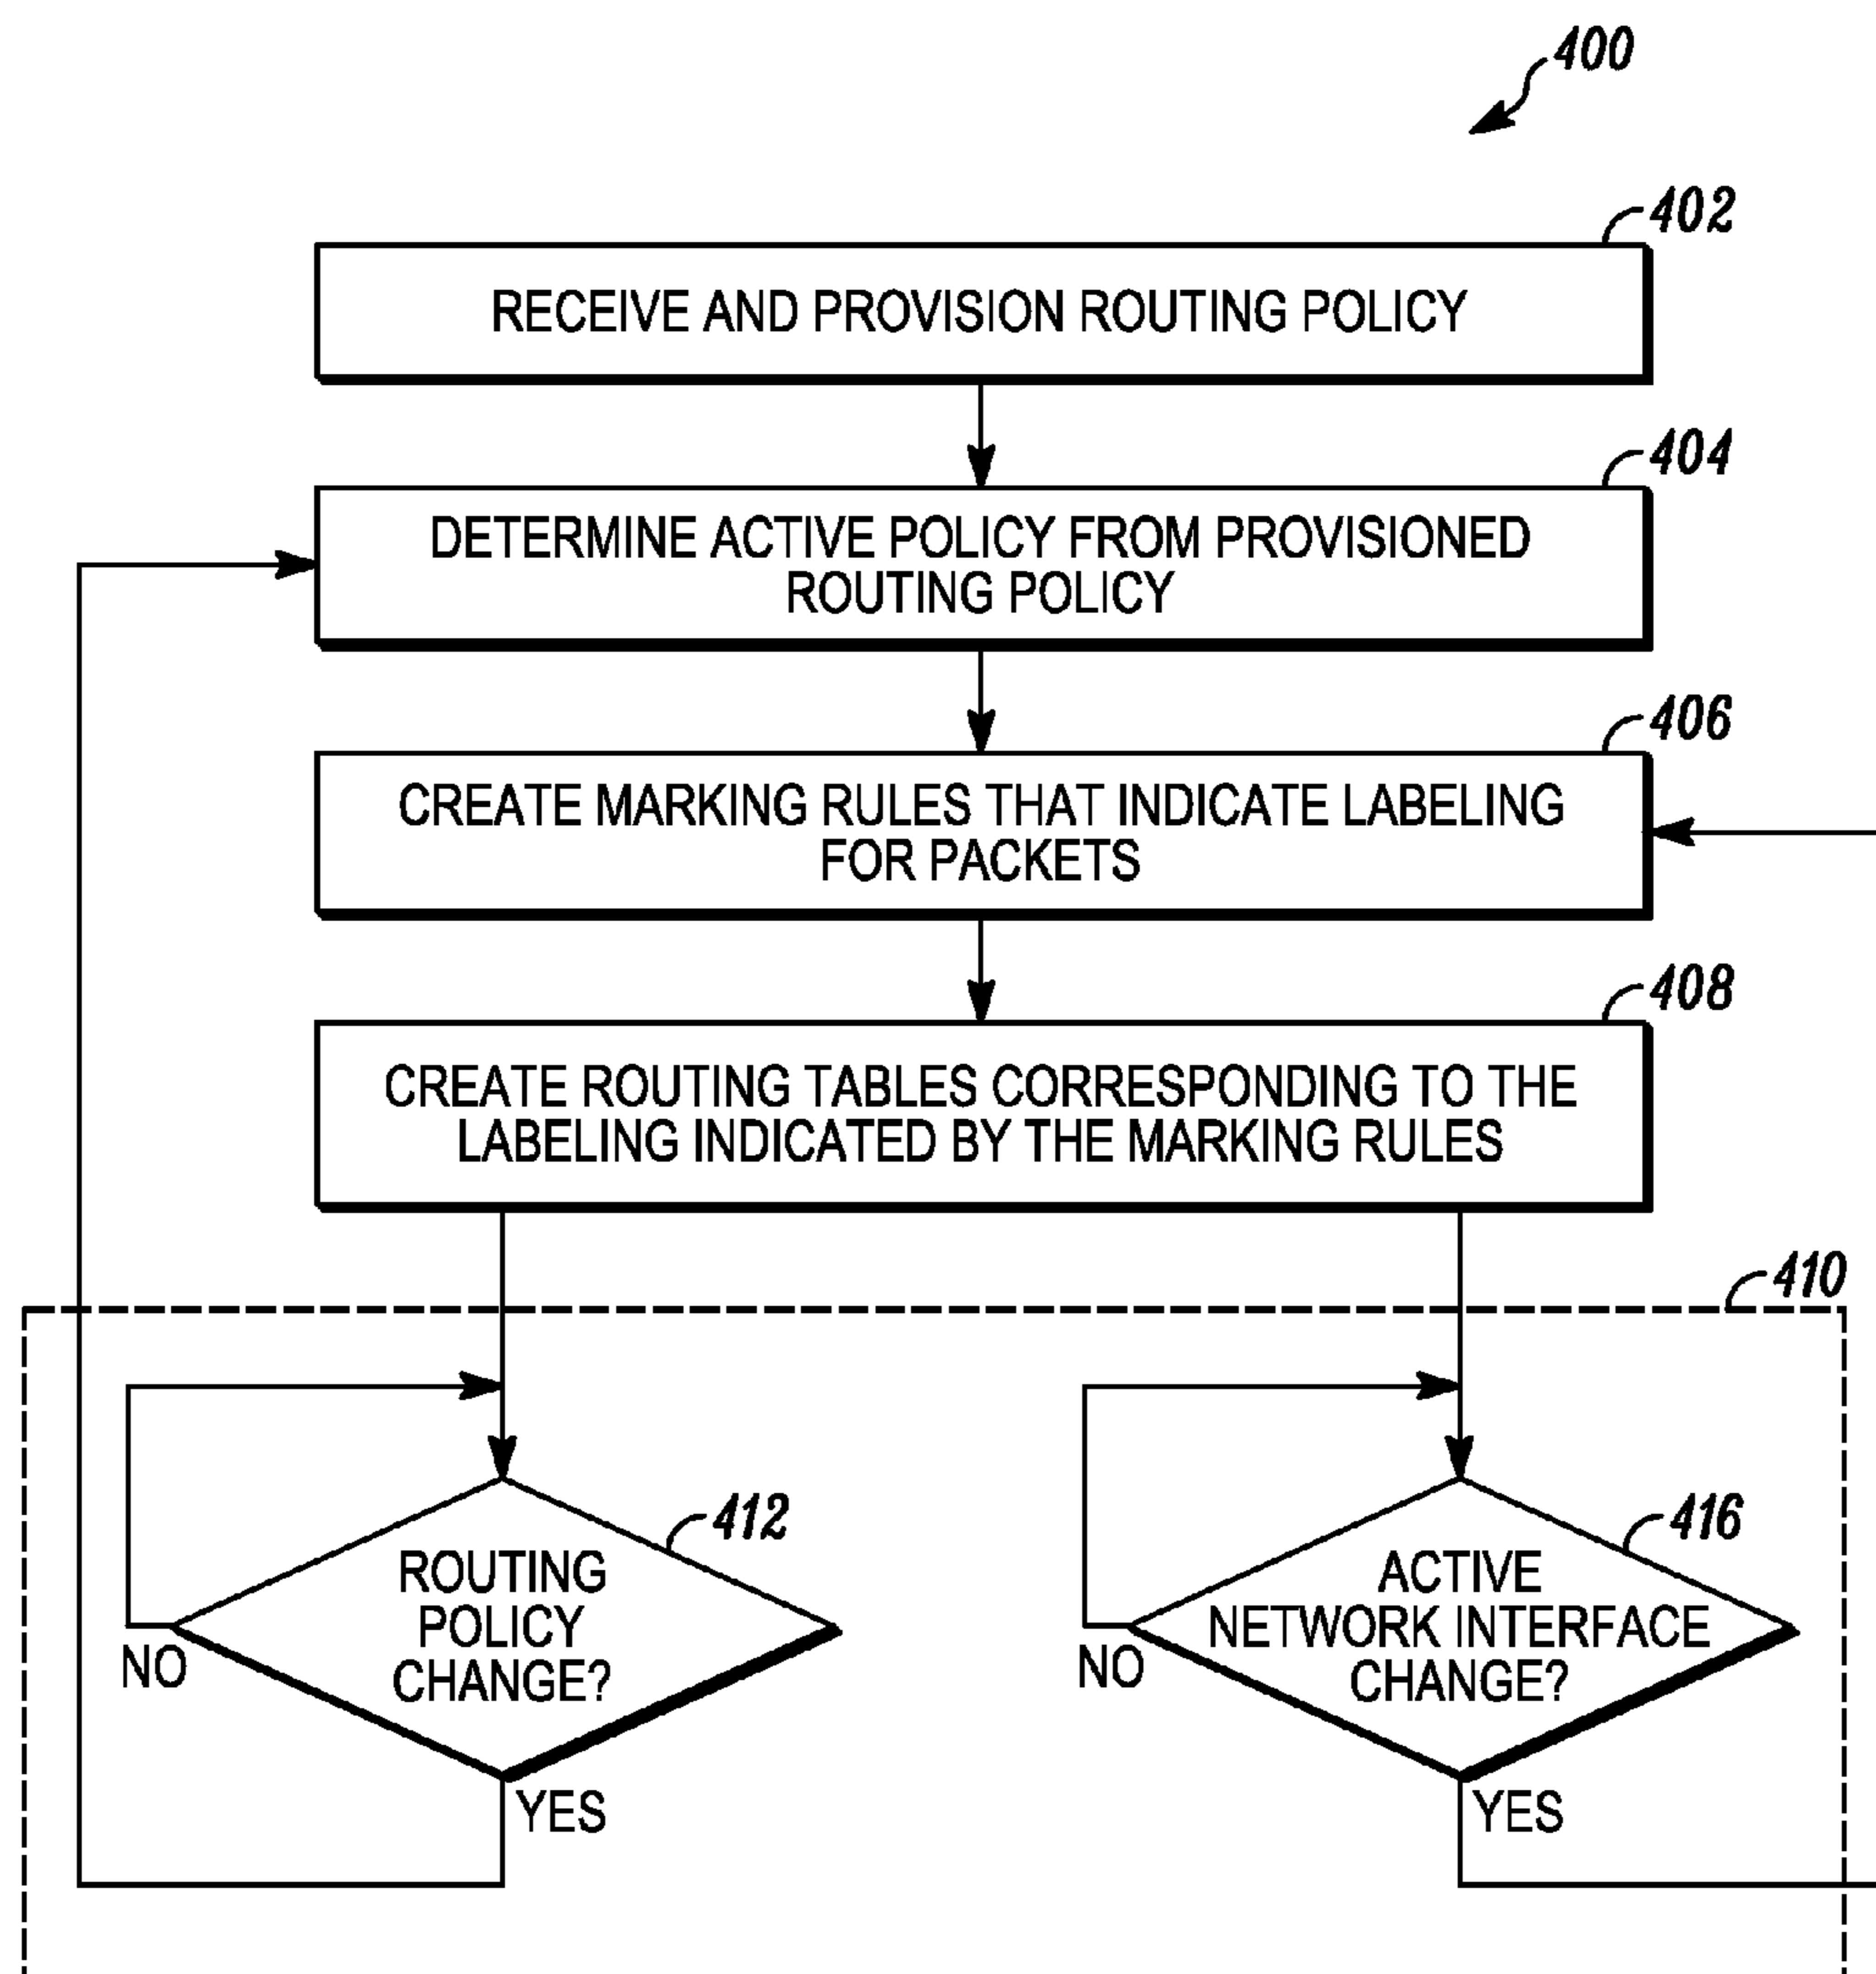 400
402
RECEIVE AND PROVISION ROUTING POLICY
404
DETERMINE ACTIVE POLICY FROM PROVISIONED
ROUTING POLICY
406
CREATE MARKING RULES THAT INDICATE LABELING
FOR PACKETS
408
CREATE ROUTING TABLES CORRESPONDING TO THE
LABELING INDICATED BY THE MARKING RULES
410
412
ROUTING
POLICY
CHANGE?
NO
YES
416
ACTIVE
NETWORK INTERFACE
CHANGE?
NO
YES